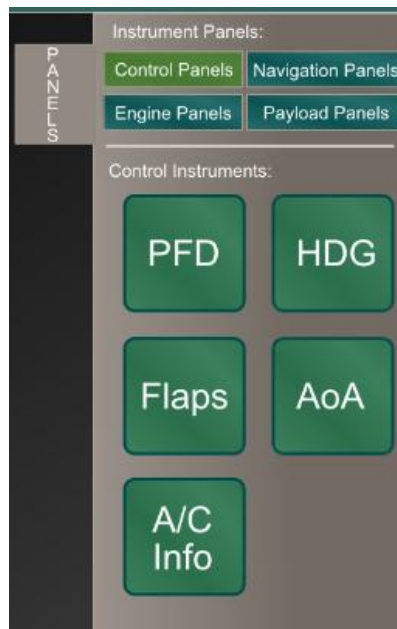 Instrument Panels:
PANELS
Control Panels Navigation Panels
Engine Panels Payload Panels
Control Instruments:
PFD HDG
Flaps AoA
A/C
Info